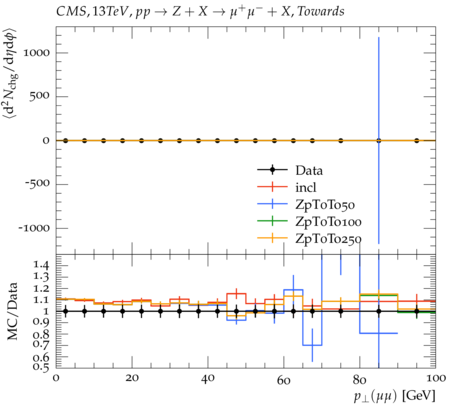 CMS, 13TeV, pp → Z + X → μ⁺μ⁻ + X, Towards
⟨d²N_chg/dηdϕ⟩
1000
500
0
-500
-1000
Data
incl
ZpToTo50
ZpToTo100
ZpToTo250
MC/Data
1.4
1.3
1.2
1.1
1
0.9
0.8
0.7
0.6
0.5
0 20 40 60 80 100
p⊥(μμ) [GeV]